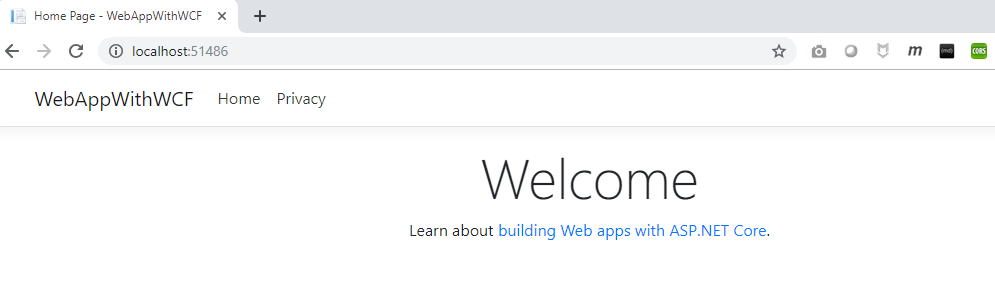 Home Page - WebAppWithWCF
localhost:51486
m
{md}
CORS
WebAppWithWCF Home Privacy
Welcome
Learn about building Web apps with ASP.NET Core.